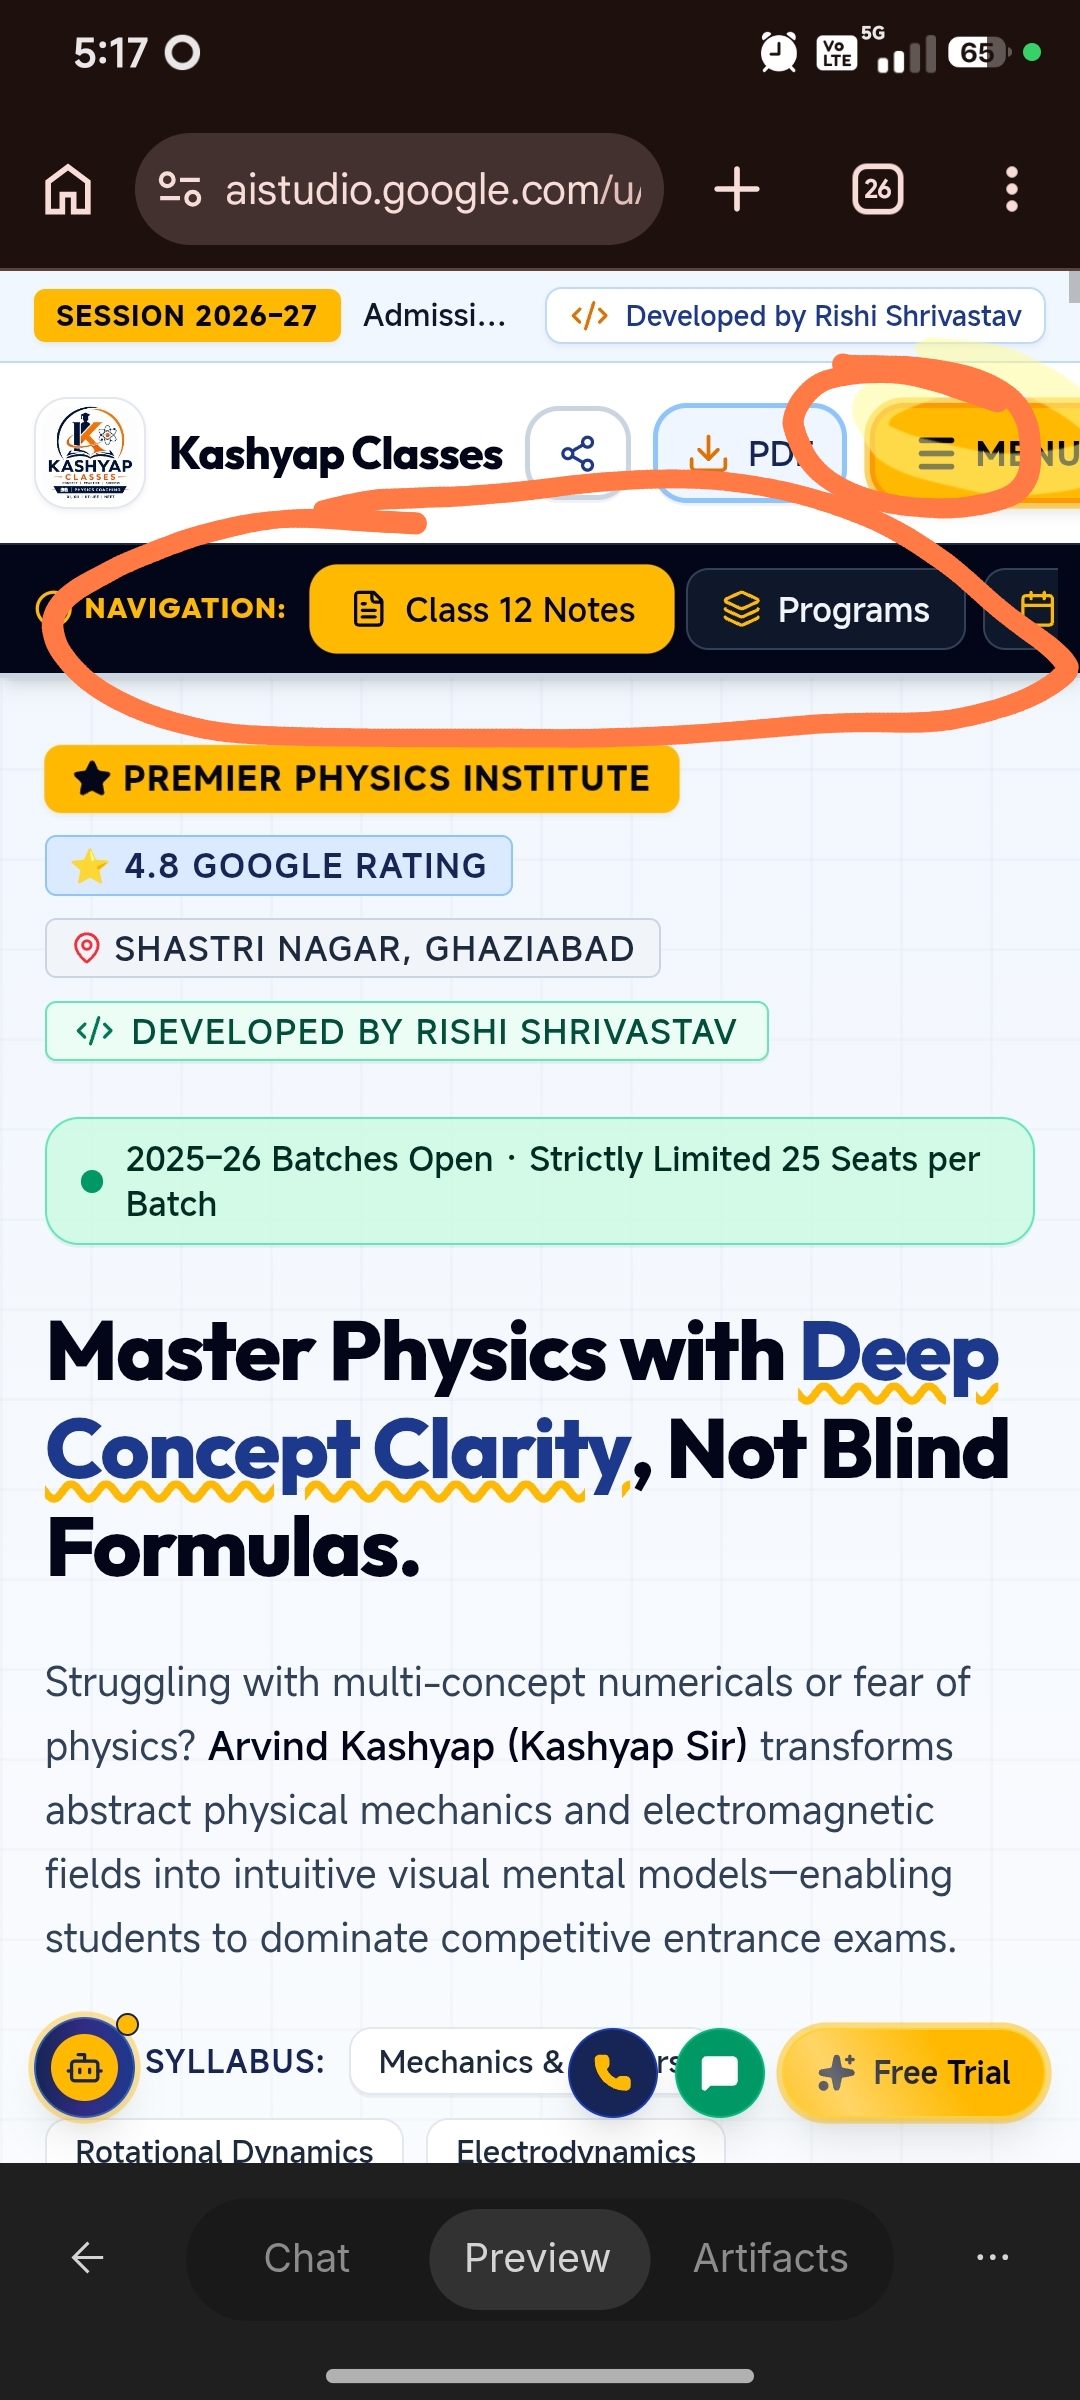 5:17
Vo LTE 5G 65
aistudio.google.com/u/
26
SESSION 2026-27 Admissi... </> Developed by Rishi Shrivastav
KASHYAP
CLASSES
Kashyap Classes PDF MENU
NAVIGATION: Class 12 Notes Programs
PREMIER PHYSICS INSTITUTE
4.8 GOOGLE RATING
SHASTRI NAGAR, GHAZIABAD
</> DEVELOPED BY RISHI SHRIVASTAV
2025-26 Batches Open · Strictly Limited 25 Seats per
Batch
Master Physics with Deep
Concept Clarity, Not Blind
Formulas.
Struggling with multi-concept numericals or fear of
physics? Arvind Kashyap (Kashyap Sir) transforms
abstract physical mechanics and electromagnetic
fields into intuitive visual mental models—enabling
students to dominate competitive entrance exams.
SYLLABUS: Mechanics &
Free Trial
Rotational Dynamics Electrodynamics
Chat Preview Artifacts